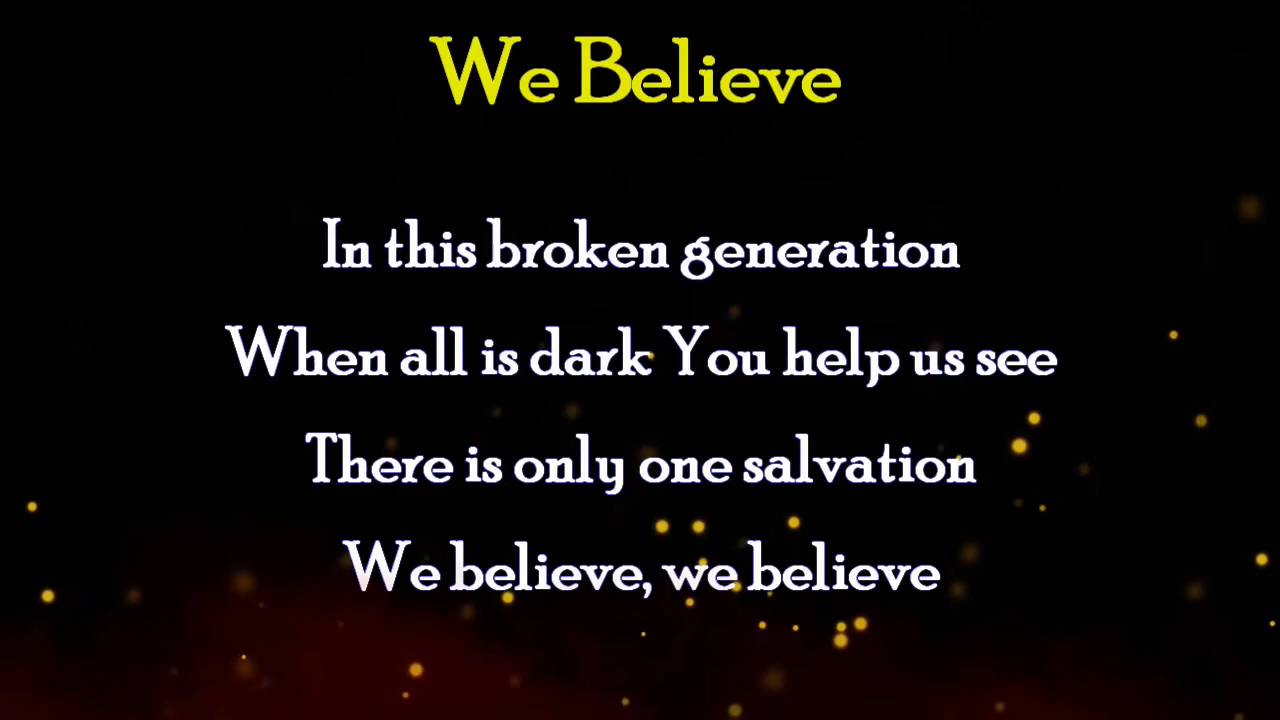 We Believe
In this broken generation
When all is dark You help us see
There is only one salvation
We believe, we believe